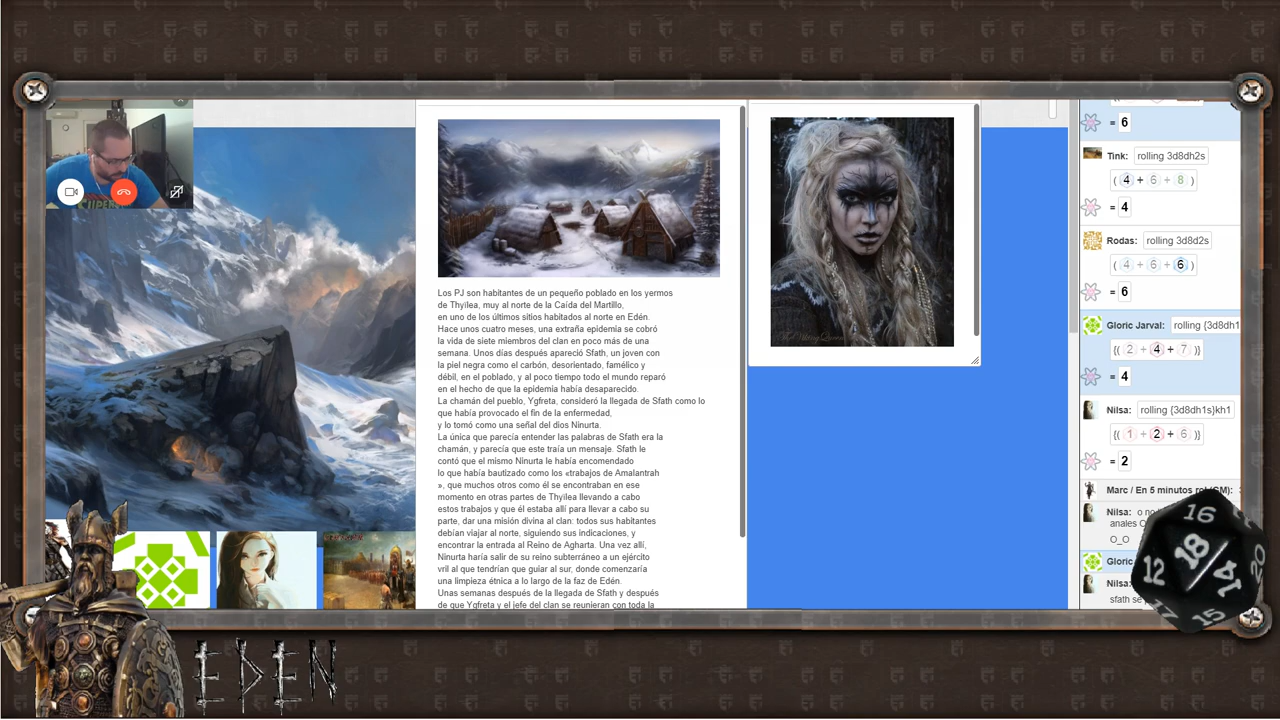 Los PJ son habitantes de un pequeño poblado en los yermos
de Thyïlea, muy al norte de la Caída del Martillo,
en uno de los últimos sitios habitados al norte en Edén.
Hace unos cuatro meses, una extraña epidemia se cobró
la vida de siete miembros del clan en poco más de una
semana. Unos días después apareció Sfath, un joven con
la piel negra como el carbón, desorientado, famélico y
débil, en el poblado, y al poco tiempo todo el mundo reparó
en el hecho de que la epidemia había desaparecido.
La chamán del pueblo, Ygfreta, consideró la llegada de Sfath como lo
que había provocado el fin de la enfermedad,
y lo tomó como una señal del dios Ninurta.
La única que parecía entender las palabras de Sfath era la
chamán, y parecía que este traía un mensaje. Sfath le
contó que el mismo Ninurta le había encomendado
lo que había bautizado como los «trabajos de Amalantrah
», que muchos otros como él se encontraban en ese
momento en otras partes de Thyilea llevando a cabo
estos trabajos y que él estaba allí para llevar a cabo su
parte, dar una misión divina al clan: todos sus habitantes
debían viajar al norte, siguiendo sus indicaciones, y
encontrar la entrada al Reino de Agharta. Una vez allí,
Ninurta haría salir de su reino subterráneo a un ejército
vril al que tendrían que guiar al sur, donde comenzaría
una limpieza étnica a lo largo de la faz de Edén.
Unas semanas después de la llegada de Sfath y después
de que Ygfreta y el jefe del clan se reunieran con toda la
= 6
Tink: rolling 3d8dh2s
( 4 + 6 + 8 )
= 4
Rodas: rolling 3d8d2s
( 4 + 6 + 6 )
= 6
Gloric Jarval: rolling {3d8dh1
{( 2 + 4 + 7 )}
= 4
Nilsa: rolling {3d8dh1s}kh1
{( 1 + 2 + 6 )}
= 2
Marc / En 5 minutos rol (GM):
Nilsa: o no
anales
O_O
Gloric
Nilsa:
sfath se
16
18
20
12
14
17
15
EDEN